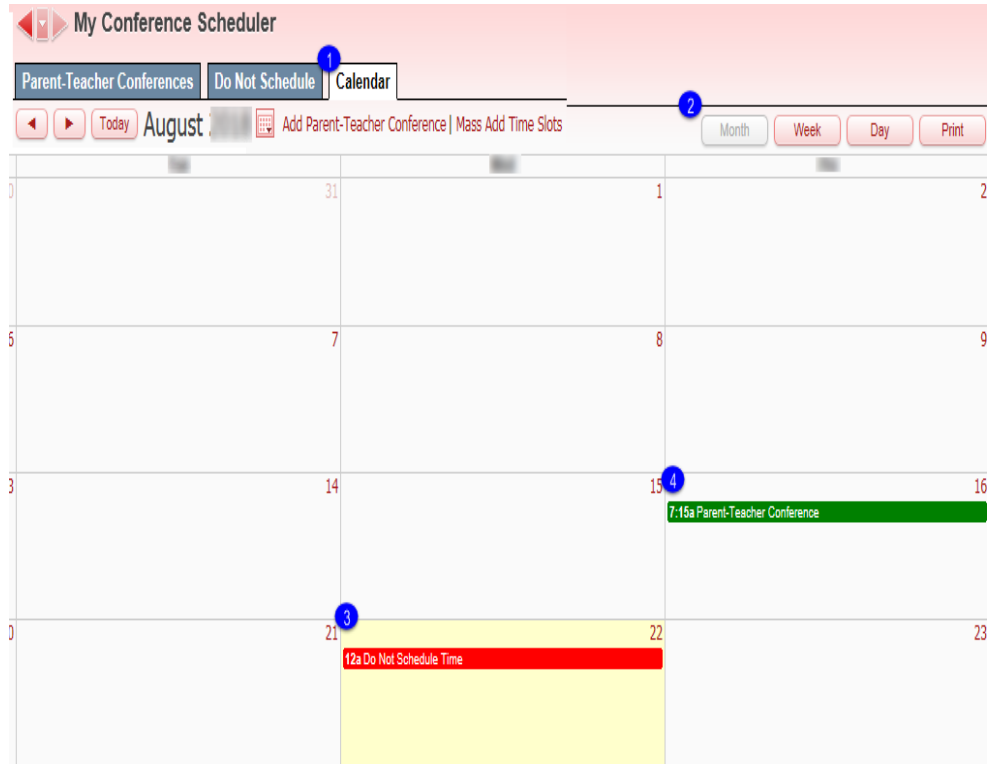 My Conference Scheduler
1
Parent-Teacher Conferences Do Not Schedule Calendar
2
Today August Add Parent-Teacher Conference | Mass Add Time Slots Month Week Day Print
31 1 2
7 8 9
14 15 4 16
7:15a Parent-Teacher Conference
3
21 22 23
12a Do Not Schedule Time